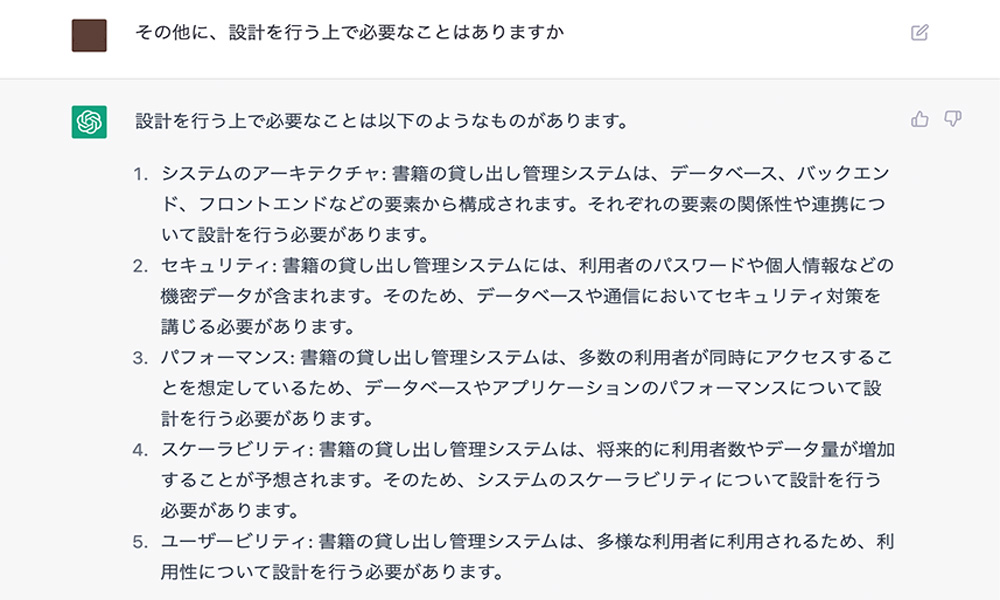 その他に、設計を行う上で必要なことはありますか
設計を行う上で必要なことは以下のようなものがあります。
1. システムのアーキテクチャ: 書籍の貸し出し管理システムは、データベース、バックエン
ド、フロントエンドなどの要素から構成されます。それぞれの要素の関係性や連携につ
いて設計を行う必要があります。
2. セキュリティ: 書籍の貸し出し管理システムには、利用者のパスワードや個人情報などの
機密データが含まれます。そのため、データベースや通信においてセキュリティ対策を
講じる必要があります。
3. パフォーマンス: 書籍の貸し出し管理システムは、多数の利用者が同時にアクセスするこ
とを想定しているため、データベースやアプリケーションのパフォーマンスについて設
計を行う必要があります。
4. スケーラビリティ: 書籍の貸し出し管理システムは、将来的に利用者数やデータ量が増加
することが予想されます。そのため、システムのスケーラビリティについて設計を行う
必要があります。
5. ユーザービリティ: 書籍の貸し出し管理システムは、多様な利用者に利用されるため、利
用性について設計を行う必要があります。